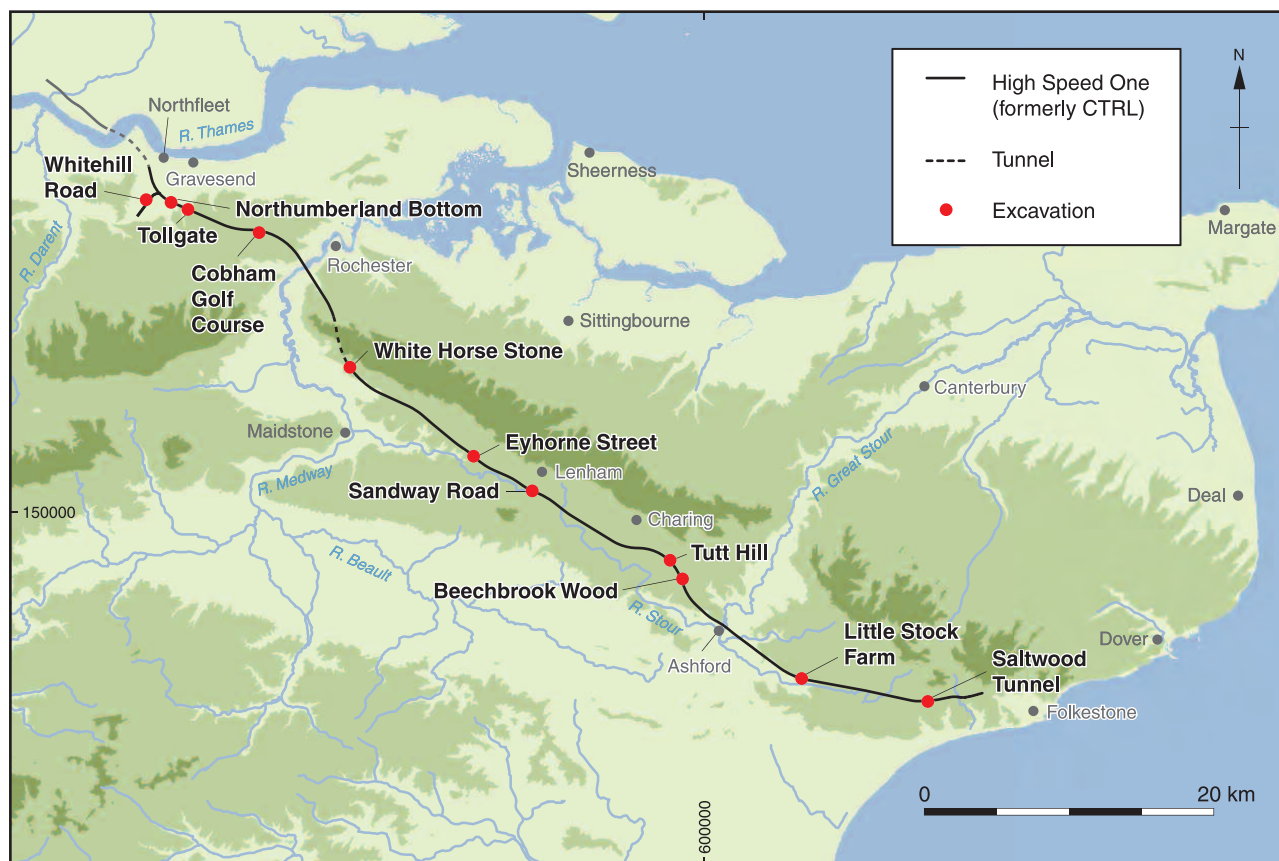 N
High Speed One
(formerly CTRL)
Tunnel
Excavation
Northfleet
R. Thames
Gravesend
Whitehill
Road
Northumberland Bottom
Tollgate
R. Darent
Cobham
Golf
Course
Rochester
Sheerness
Margate
Sittingbourne
White Horse Stone
Canterbury
Maidstone
Eyhorne Street
Lenham
R. Medway
Sandway Road
R. Great Stour
Deal
150000
Charing
R. Beault
Tutt Hill
Beechbrook Wood
R. Stour
Ashford
Little Stock
Farm
Saltwood
Tunnel
Dover
Folkestone
0 20 km
600000